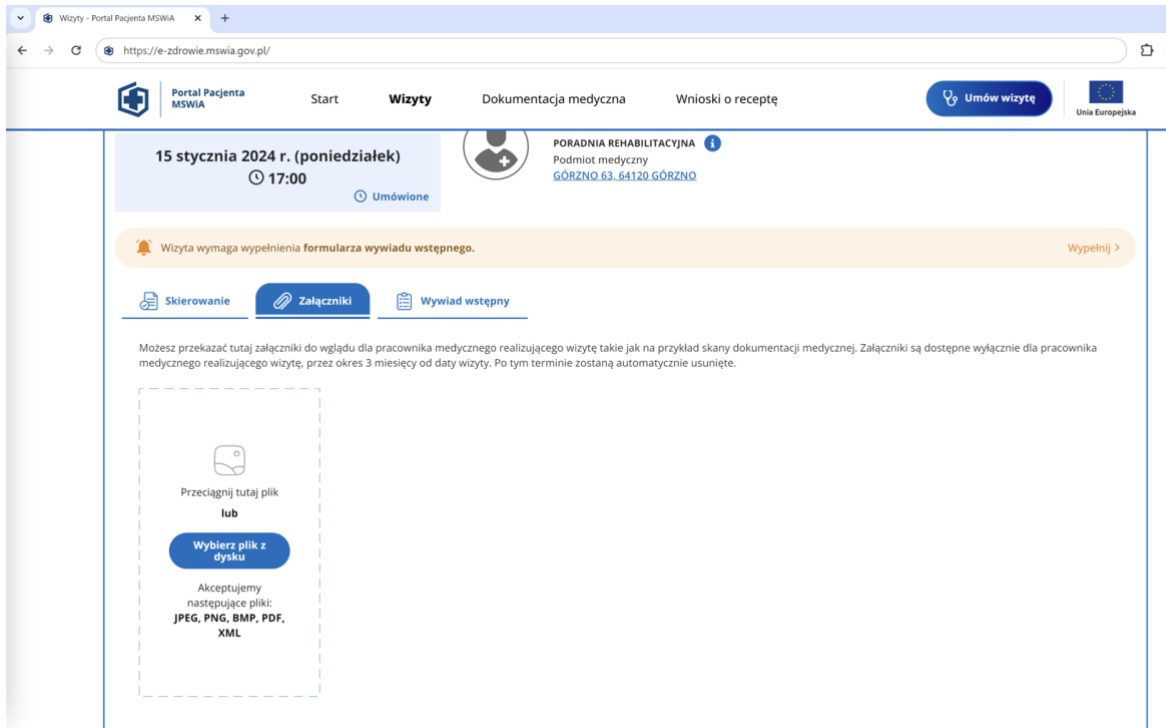 Wizyty - Portal Pacjenta MSWiA
https://e-zdrowie.mswia.gov.pl/
Portal Pacjenta
MSWiA
Start
Wizyty
Dokumentacja medyczna
Wnioski o receptę
Umów wizytę
Unia Europejska
15 stycznia 2024 r. (poniedziałek)
17:00
Umówione
PORADNIA REHABILITACYJNA
Podmiot medyczny
GÓRZNO 63, 64120 GÓRZNO
Wizyta wymaga wypełnienia formularza wywiadu wstępnego.
Wypełnij >
Skierowanie
Załączniki
Wywiad wstępny
Możesz przekazać tutaj załączniki do wglądu dla pracownika medycznego realizującego wizytę takie jak na przykład skany dokumentacji medycznej. Załączniki są dostępne wyłącznie dla pracownika
medycznego realizującego wizytę, przez okres 3 miesięcy od daty wizyty. Po tym terminie zostaną automatycznie usunięte.
Przeciągnij tutaj plik
lub
Wybierz plik z
dysku
Akceptujemy
następujące pliki:
JPEG, PNG, BMP, PDF,
XML